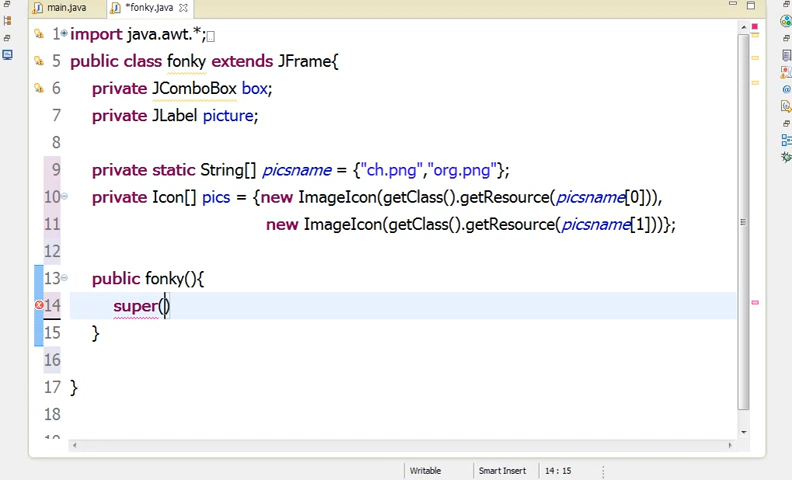 main.java *fonky.java
1 import java.awt.*;
5 public class fonky extends JFrame{
6 private JComboBox box;
7 private JLabel picture;
8
9 private static String[] picsname = {"ch.png","org.png"};
10 private Icon[] pics = {new ImageIcon(getClass().getResource(picsname[0])),
11 new ImageIcon(getClass().getResource(picsname[1]))};
12
13 public fonky(){
14 super()
15 }
16
17 }
18
Writable Smart Insert 14 : 15